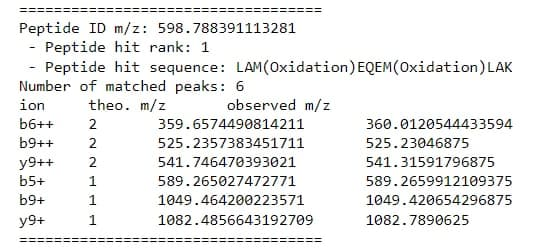 ===================================
Peptide ID m/z: 598.788391113281
- Peptide hit rank: 1
- Peptide hit sequence: LAM(Oxidation)EQEM(Oxidation)LAK
Number of matched peaks: 6
ion theo. m/z observed m/z
b6++ 2 359.6574490814211 360.0120544433594
b9++ 2 525.2357383451711 525.23046875
y9++ 2 541.746470393021 541.31591796875
b5+ 1 589.265027472771 589.2659912109375
b9+ 1 1049.464200223571 1049.420654296875
y9+ 1 1082.4856643192709 1082.7890625
===================================